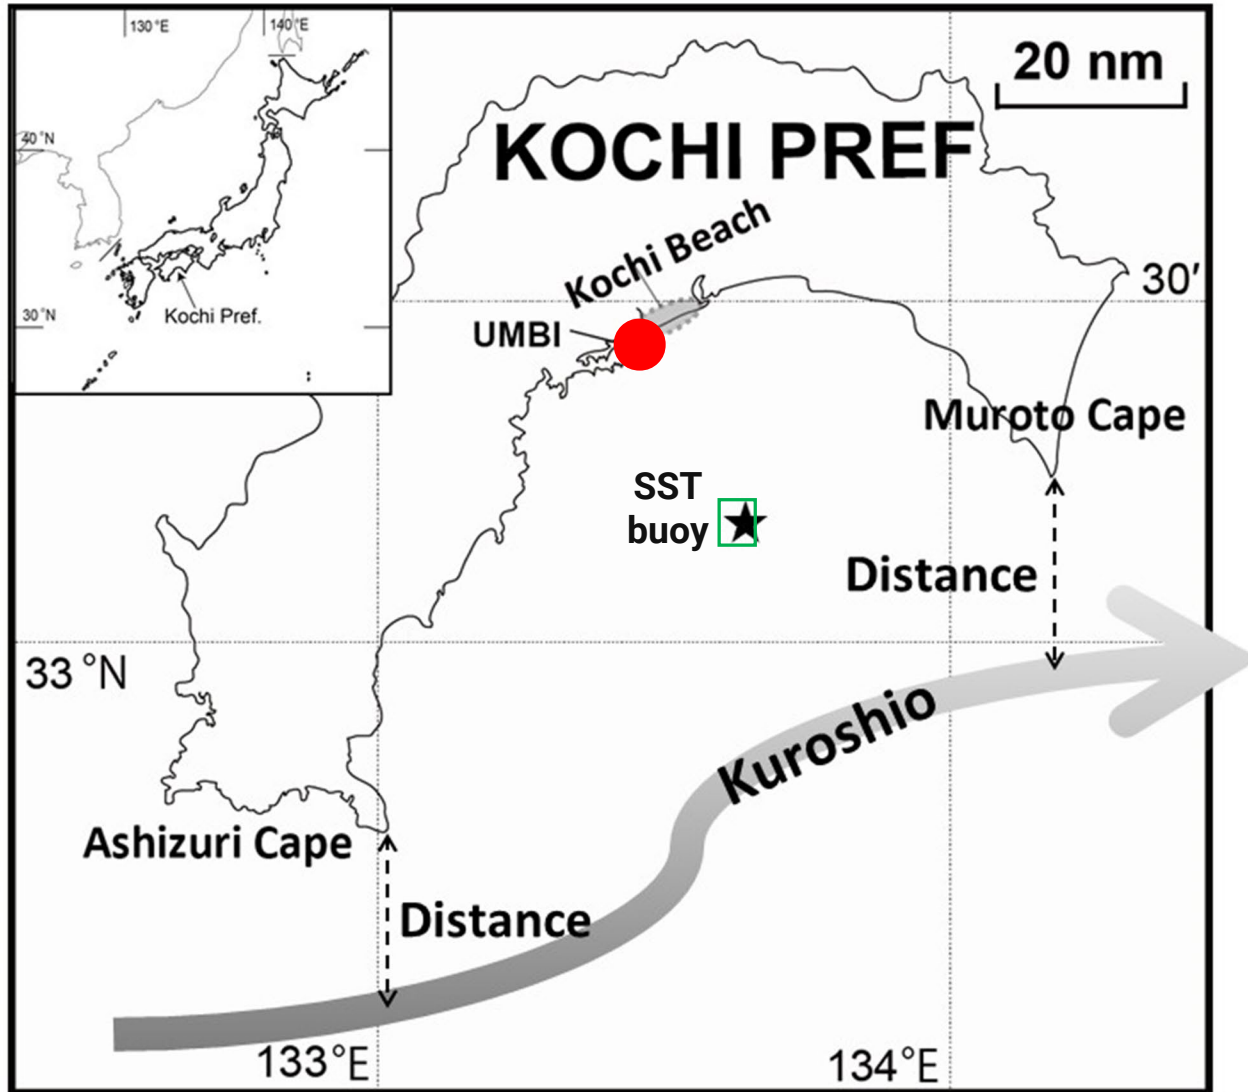 130 °E
140 °E
40 °N
30 °N
Kochi Pref.
20 nm
KOCHI PREF
Kochi Beach
30′
UMBI
Muroto Cape
SST
buoy
Distance
33 °N
Kuroshio
Ashizuri Cape
Distance
133°E
134°E